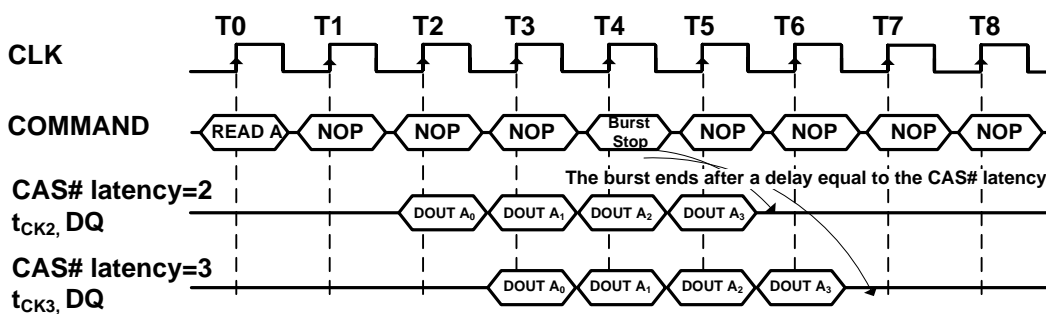 T0 T1 T2 T3 T4 T5 T6 T7 T8
CLK
COMMAND READ A NOP NOP NOP Burst Stop NOP NOP NOP NOP
The burst ends after a delay equal to the CAS# latency
CAS# latency=2
tCK2, DQ DOUT A0 DOUT A1 DOUT A2 DOUT A3
CAS# latency=3
tCK3, DQ DOUT A0 DOUT A1 DOUT A2 DOUT A3